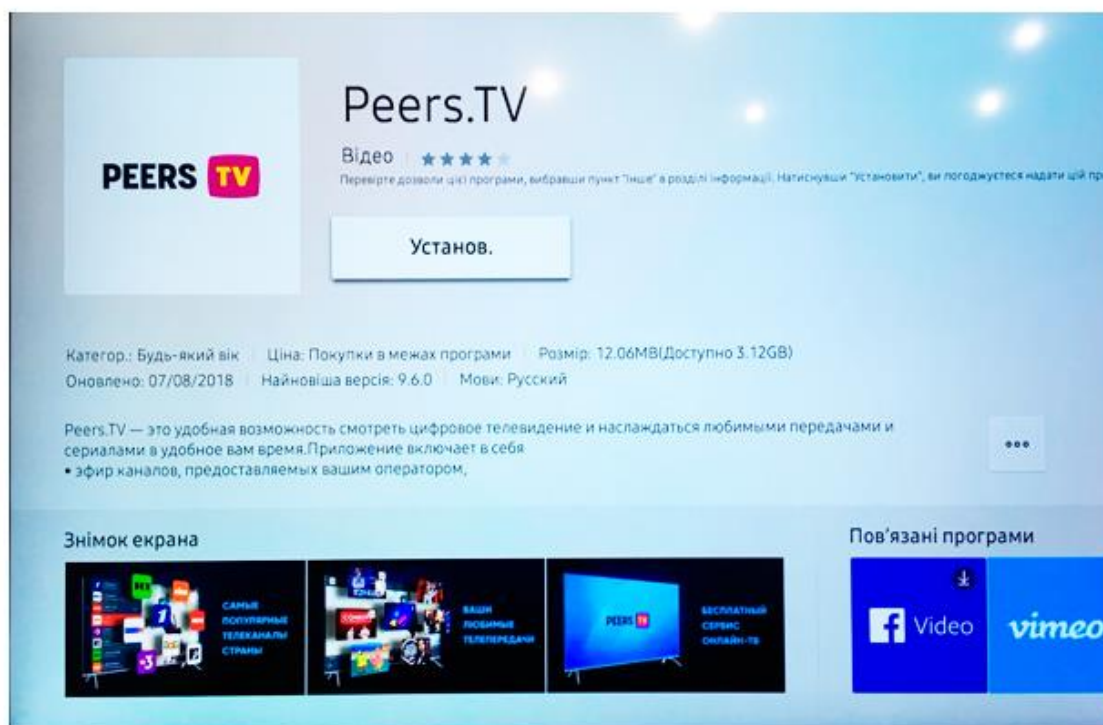 Peers.TV
PEERS TV
Відео
Перевірте дозволи цієї програми, вибравши пункт "Інше" в розділі інформації. Натиснувши "Установити", ви погоджуєтеся надати цій
Установ.
Категор.: Будь-який вік Ціна: Покупки в межах програми Розмір: 12.06MB(Доступно 3.12GB)
Оновлено: 07/08/2018 Найновіша версія: 9.6.0 Мови: Русский
Peers.TV — это удобная возможность смотреть цифровое телевидение и наслаждаться любимыми передачами и
сериалами в удобное вам время.Приложение включает в себя
• эфир каналов, предоставляемых вашим оператором,
Знімок екрана
Пов'язані програми
САМЫЕ
ПОПУЛЯРНЫЕ
ТЕЛЕКАНАЛЫ
СТРАНЫ
ВАШИ
ЛЮБИМЫЕ
ТЕЛЕПЕРЕДАЧИ
PEERS TV
БЕСПЛАТНЫЙ
СЕРВИС
ОНЛАЙН-ТВ
f Video
vimeo